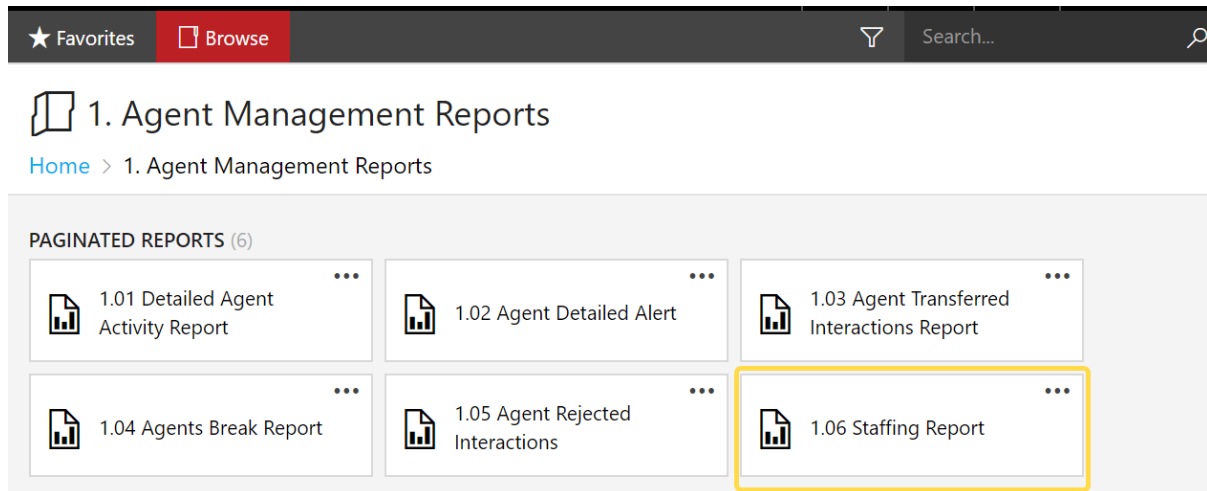 Favorites Browse Search...
1. Agent Management Reports
Home > 1. Agent Management Reports
PAGINATED REPORTS (6)
1.01 Detailed Agent
Activity Report
1.02 Agent Detailed Alert
1.03 Agent Transferred
Interactions Report
1.04 Agents Break Report
1.05 Agent Rejected
Interactions
1.06 Staffing Report